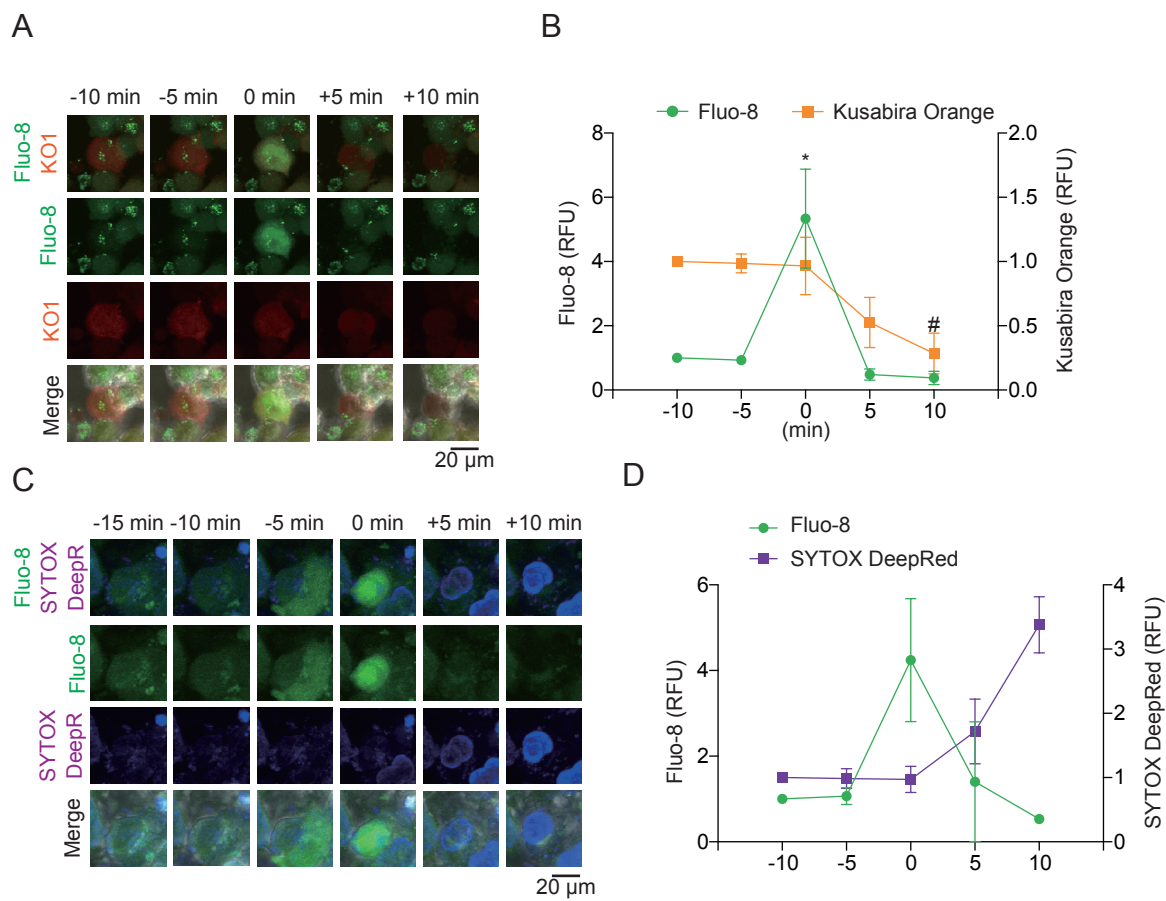 A
-10 min -5 min 0 min +5 min +10 min
Fluo-8
KO1
Fluo-8
KO1
Merge
20 µm
B
Fluo-8 Kusabira Orange
8
6
4
2
0
Fluo-8 (RFU)
2.0
1.5
1.0
0.5
0.0
Kusabira Orange (RFU)
*
#
-10 -5 0 5 10
(min)
C
-15 min -10 min -5 min 0 min +5 min +10 min
Fluo-8
SYTOX
DeepR
Fluo-8
SYTOX
DeepR
Merge
20 µm
D
Fluo-8
SYTOX DeepRed
6
4
2
0
Fluo-8 (RFU)
4
3
2
1
0
SYTOX DeepRed (RFU)
-10 -5 0 5 10